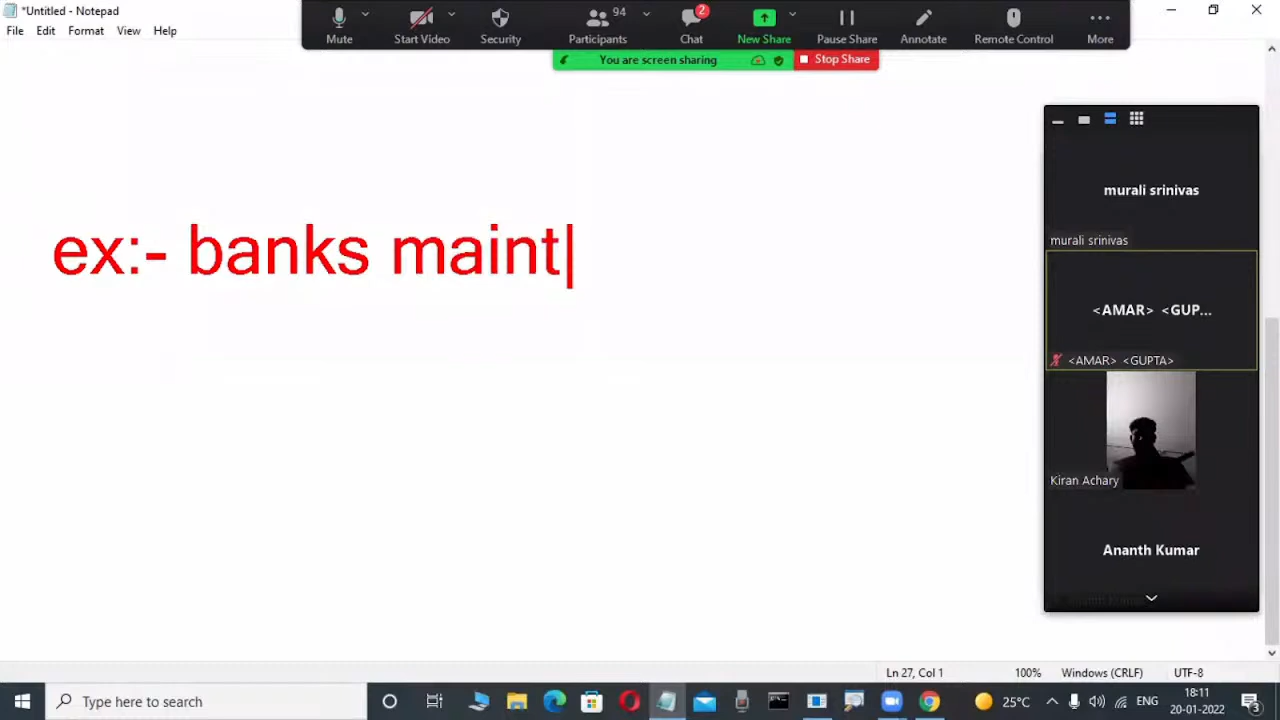 *Untitled - Notepad
File Edit Format View Help
Mute Start Video Security Participants 94 Chat 2 New Share Pause Share Annotate Remote Control More
You are screen sharing Stop Share
murali srinivas
murali srinivas
<AMAR> <GUP...
<AMAR> <GUPTA>
Kiran Achary
Ananth Kumar
ex:- banks maint
Ln 27, Col 1 100% Windows (CRLF) UTF-8
Type here to search
25°C ENG 18:11
20-01-2022 3